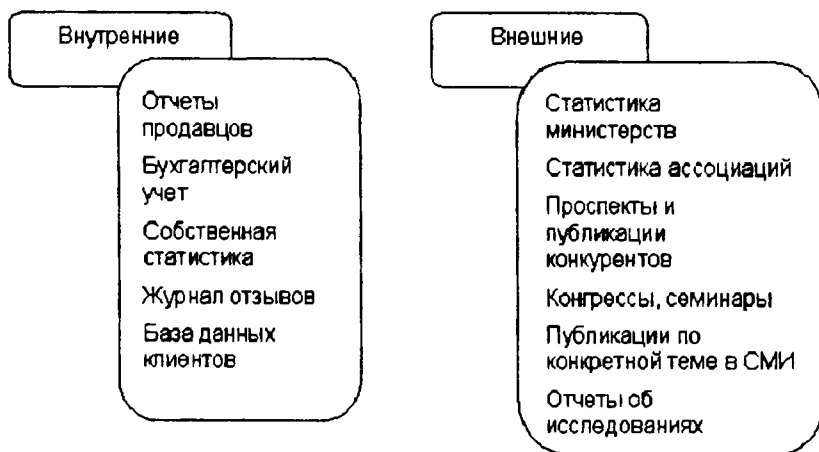 Внутренние
Отчеты
продавцов
Бухгалтерский
учет
Собственная
статистика
Журнал отзывов
База данных
клиентов
Внешние
Статистика
министерств
Статистика ассоциаций
Проспекты и
публикации
конкурентов
Конгрессы, семинары
Публикации по
конкретной теме в СМИ
Отчеты об
исследованиях